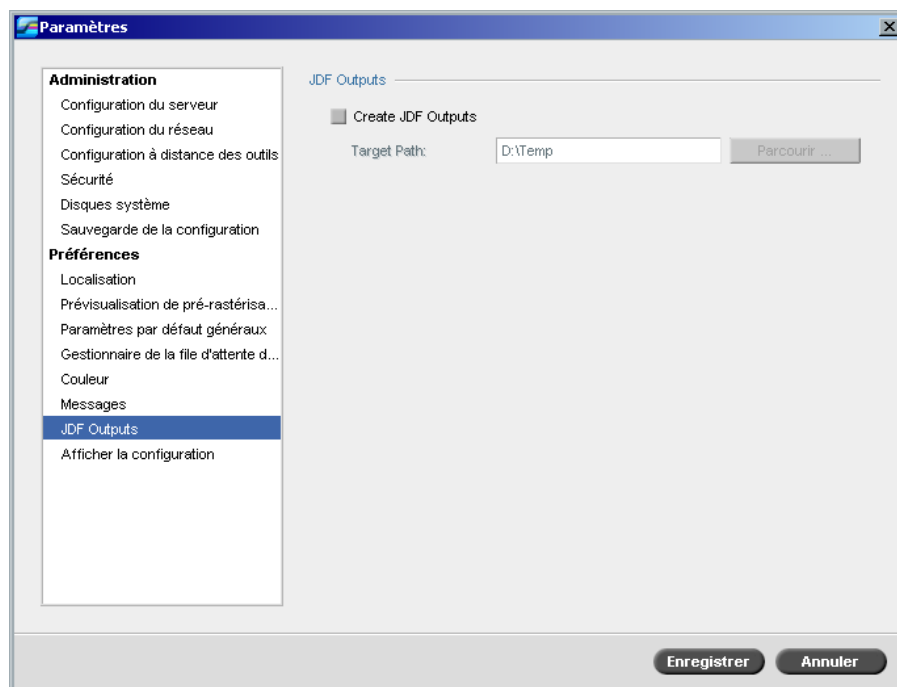 Paramètres
Administration
Configuration du serveur
Configuration du réseau
Configuration à distance des outils
Sécurité
Disques système
Sauvegarde de la configuration
Préférences
Localisation
Prévisualisation de pré-rastérisa...
Paramètres par défaut généraux
Gestionnaire de la file d'attente d...
Couleur
Messages
JDF Outputs
Afficher la configuration
JDF Outputs
Create JDF Outputs
Target Path: D:\Temp Parcourir ...
Enregistrer Annuler